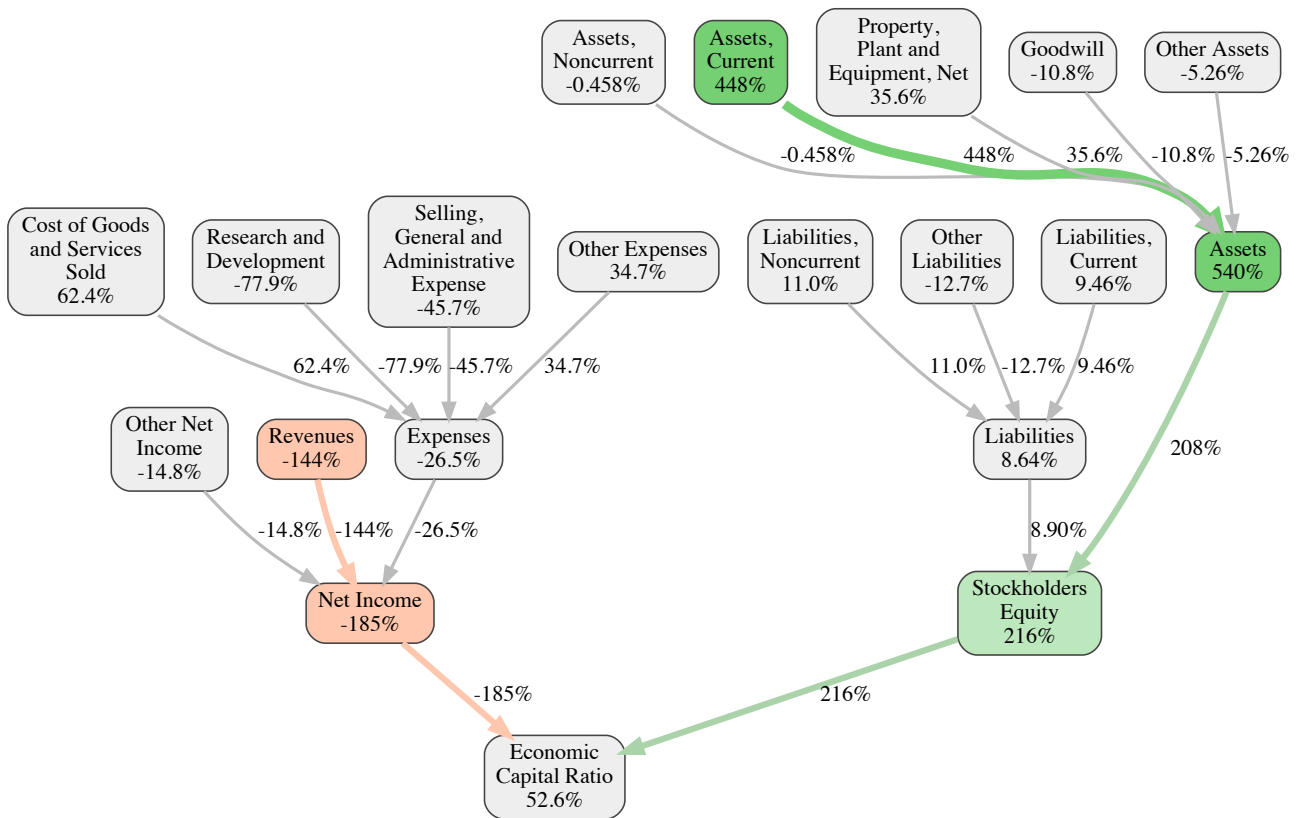 Assets,
Noncurrent
-0.458%
Assets,
Current
448%
Property,
Plant and
Equipment, Net
35.6%
Goodwill
-10.8%
Other Assets
-5.26%
-0.458%
448%
35.6%
-10.8%
-5.26%
Cost of Goods
and Services
Sold
62.4%
Research and
Development
-77.9%
Selling,
General and
Administrative
Expense
-45.7%
Other Expenses
34.7%
Liabilities,
Noncurrent
11.0%
Other
Liabilities
-12.7%
Liabilities,
Current
9.46%
Assets
540%
62.4%
-77.9%
-45.7%
34.7%
11.0%
-12.7%
9.46%
Other Net
Income
-14.8%
Revenues
-144%
Expenses
-26.5%
Liabilities
8.64%
208%
-14.8%
-144%
-26.5%
8.90%
Net Income
-185%
Stockholders
Equity
216%
-185%
216%
Economic
Capital Ratio
52.6%